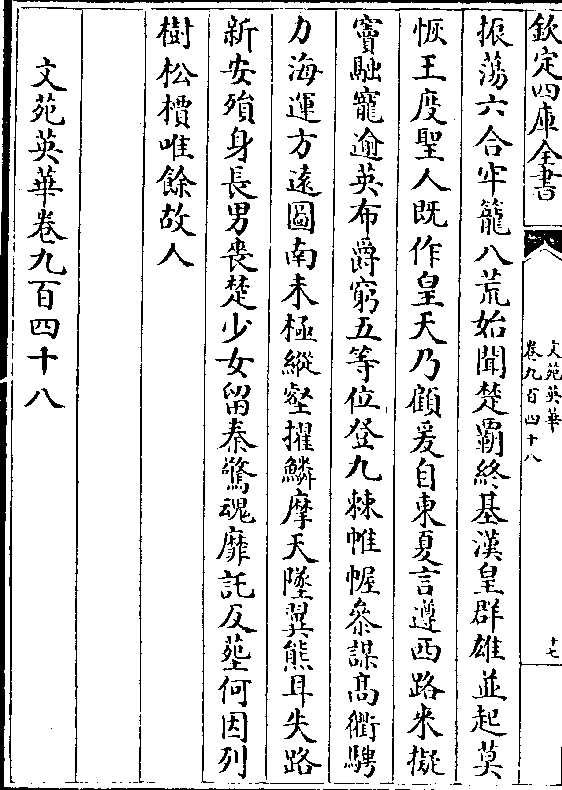 欽定四庫全書
文苑英華
卷九百四十八
十七
振蕩六合牢籠八荒始聞楚霸終基漢皇群雄並起莫
恢王度聖人既作皇天乃顧爰自東夏言遵西路来擬
竇融寵逾英布爵窮五等位登九棘帷幄叅謀髙衢騁
力海運方遠圖南未極縱壑擢鱗摩天墜翼熊耳失路
新安殞身長男喪楚少女留秦驚魂靡託反塟何因列
樹松檟唯餘故人
文苑英華卷九百四十八